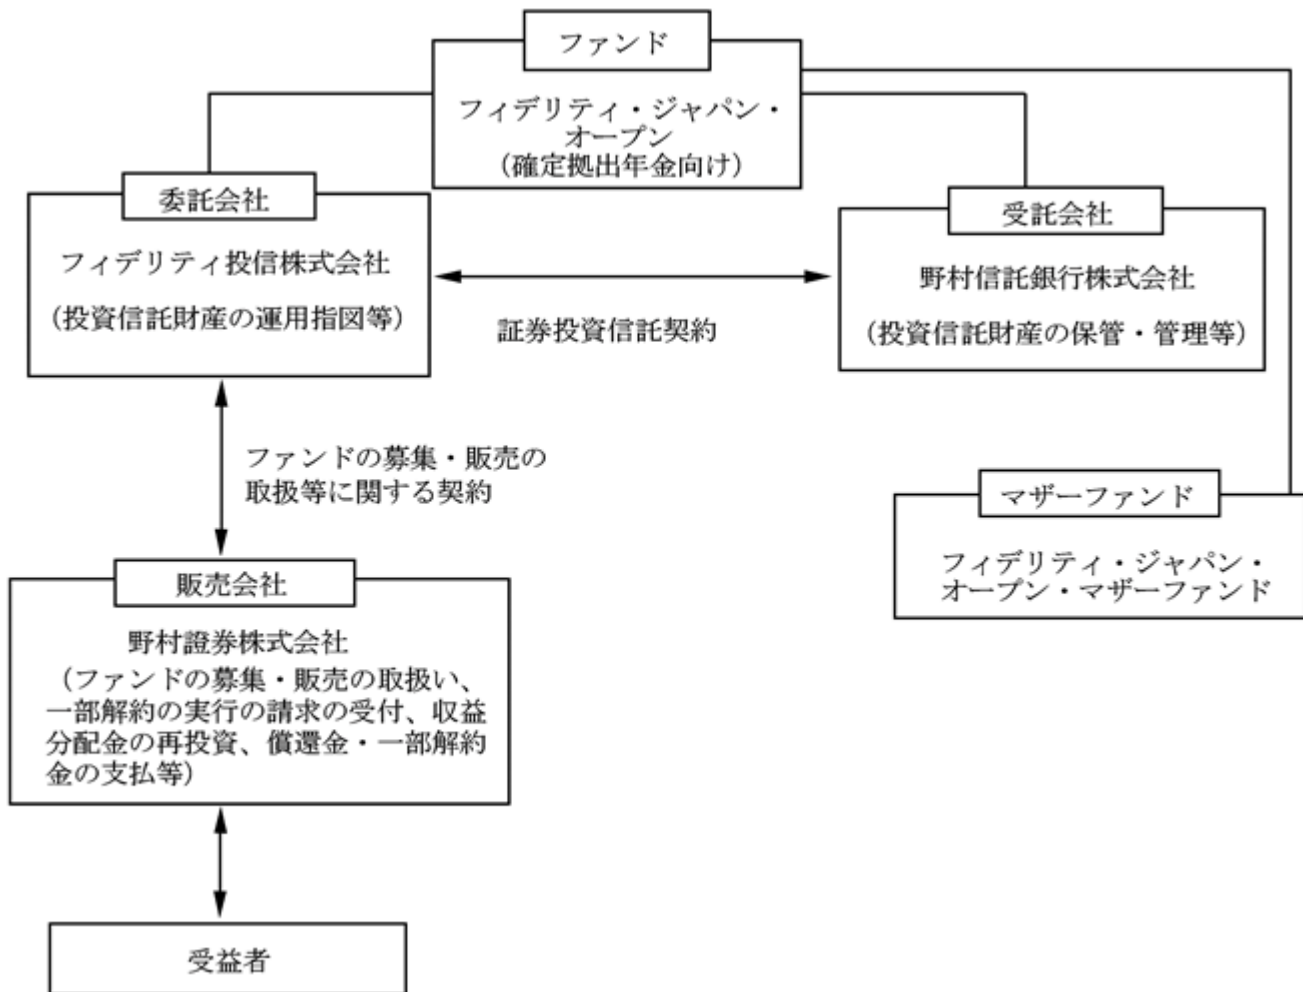 ファンド
フィデリティ・ジャパン・
オープン
（確定拠出年金向け）
委託会社
フィデリティ投信株式会社
（投資信託財産の運用指図等）
証券投資信託契約
受託会社
野村信託銀行株式会社
（投資信託財産の保管・管理等）
ファンドの募集・販売の
取扱等に関する契約
マザーファンド
フィデリティ・ジャパン・
オープン・マザーファンド
販売会社
野村證券株式会社
（ファンドの募集・販売の取扱い、
一部解約の実行の請求の受付、収益
分配金の再投資、償還金・一部解約
金の支払等）
受益者